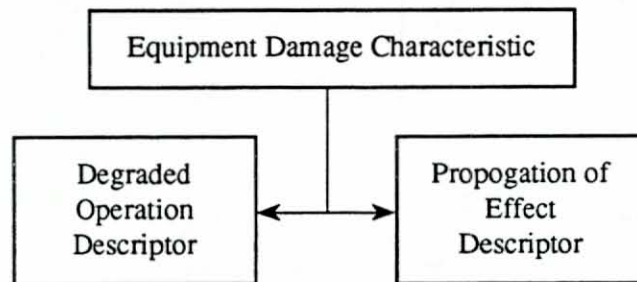 Equipment Damage Characteristic
Degraded
Operation
Descriptor
Propogation of
Effect
Descriptor